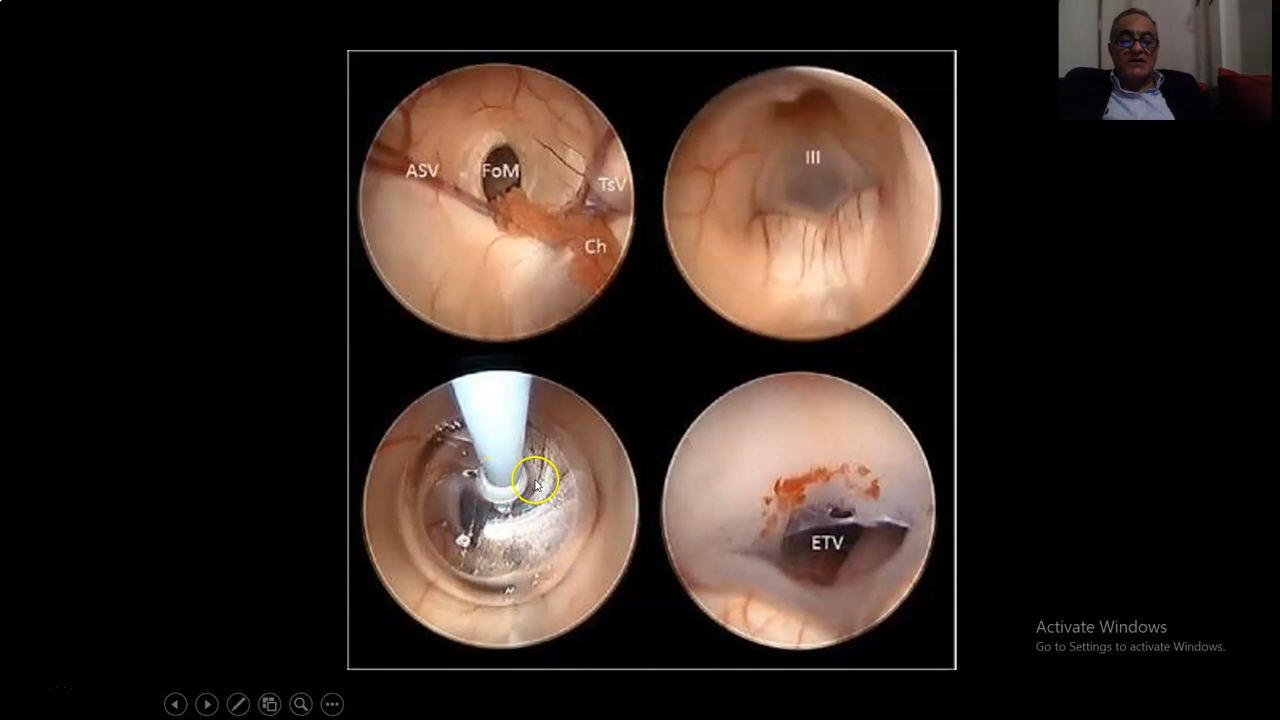 ASV
FoM
TsV
Ch
III
ETV
Activate Windows
Go to Settings to activate Windows.